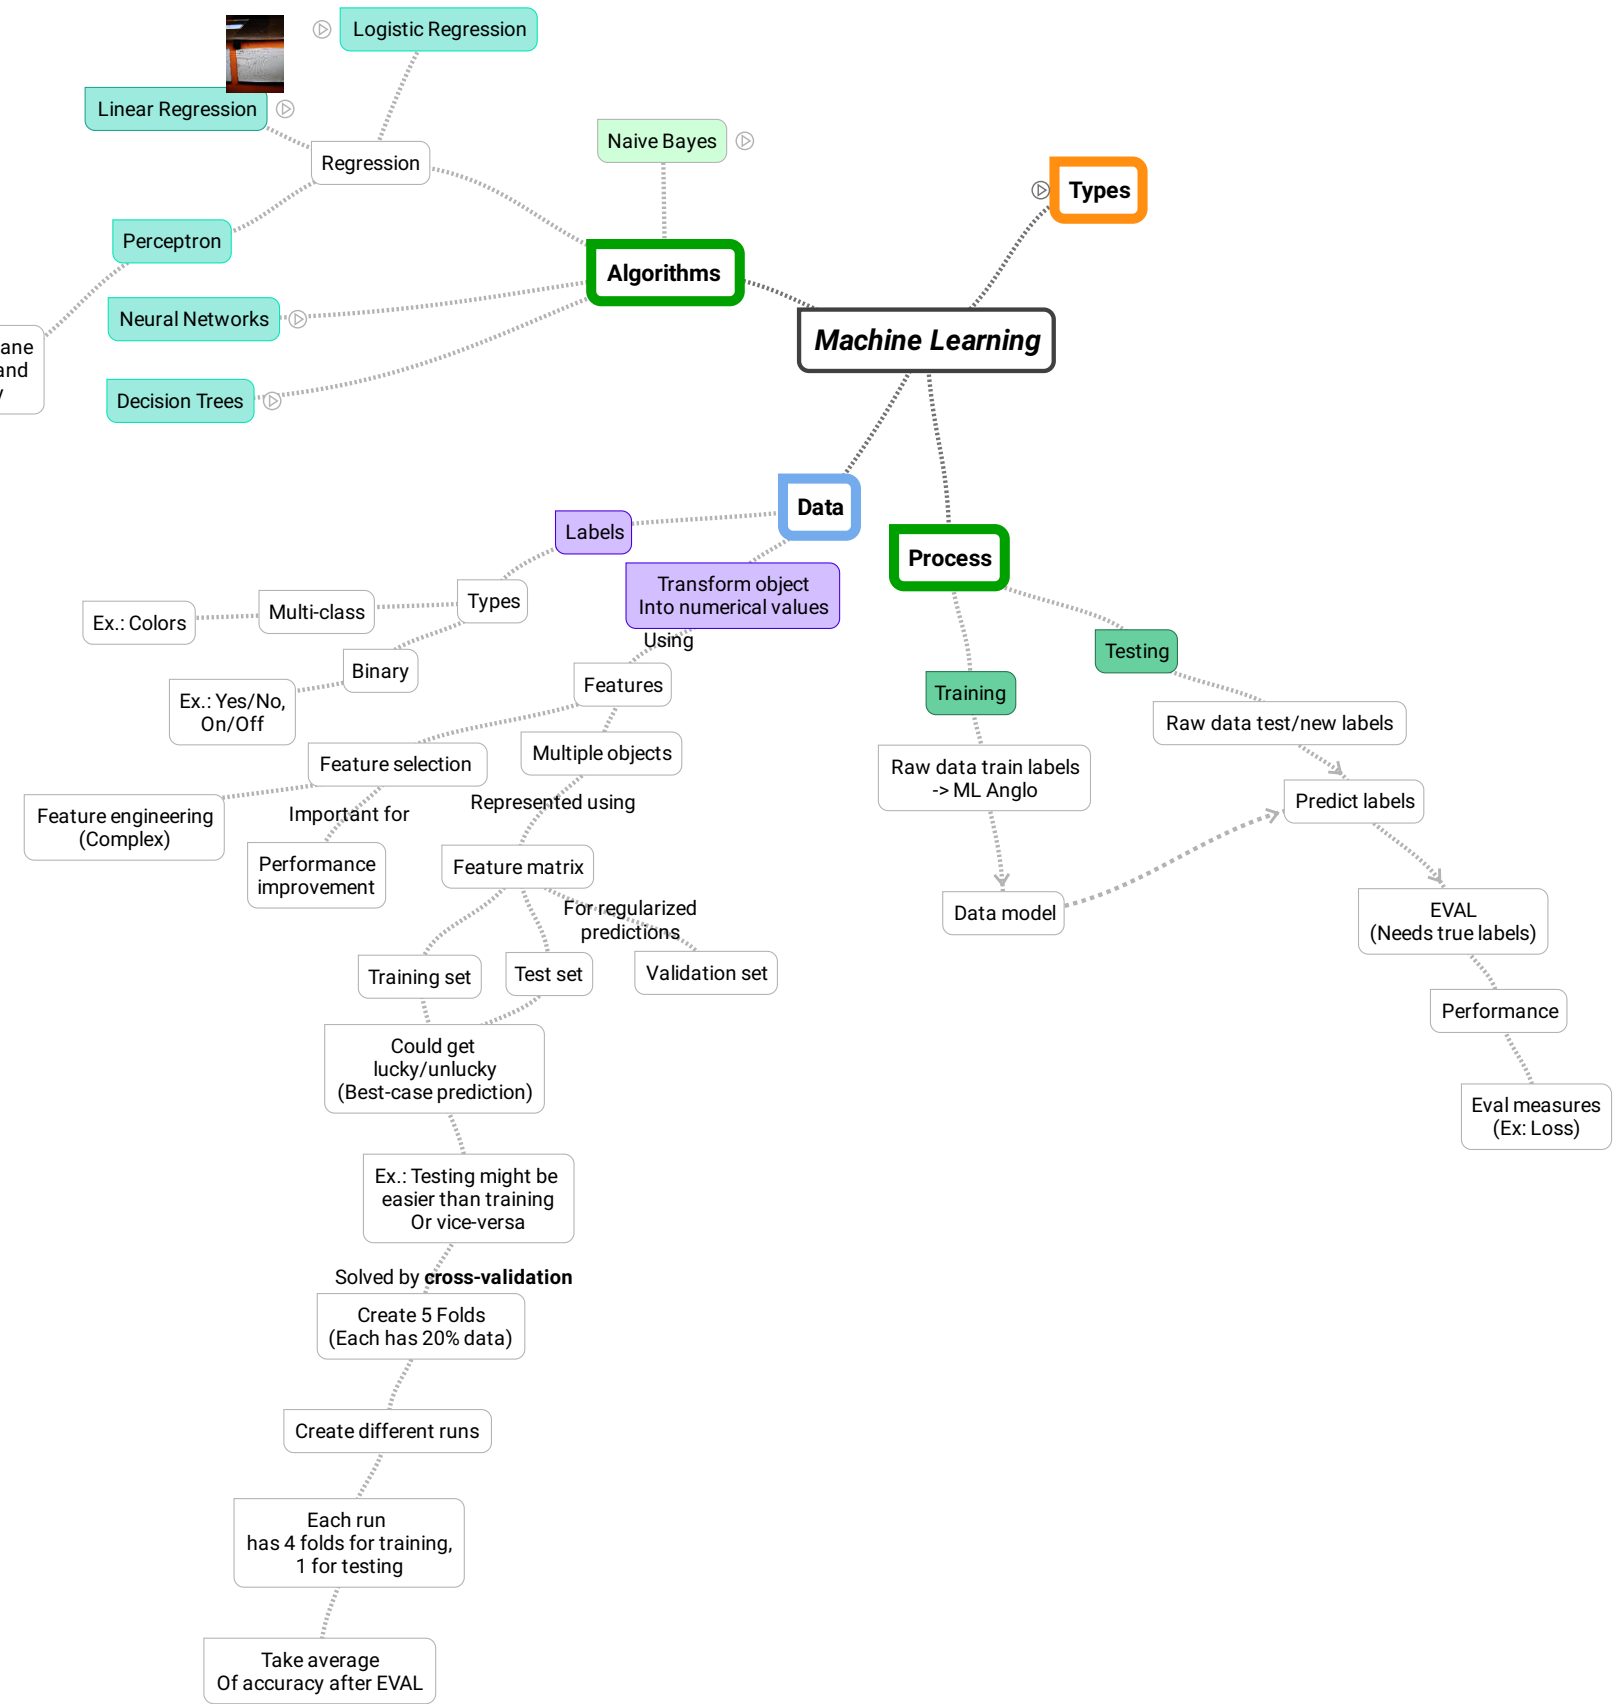 Logistic Regression
Linear Regression
Naive Bayes
Regression
Types
Perceptron
Algorithms
Neural Networks
Machine Learning
ane
and
Decision Trees
Data
Labels
Process
Transform object
Into numerical values
Types
Multi-class
Ex.: Colors
Using
Testing
Binary
Features
Training
Ex.: Yes/No,
On/Off
Raw data test/new labels
Multiple objects
Feature selection
Raw data train labels
-> ML Anglo
Predict labels
Represented using
Important for
Feature engineering
(Complex)
Performance
improvement
Feature matrix
For regularized
predictions
Data model
EVAL
(Needs true labels)
Training set
Test set
Validation set
Performance
Could get
lucky/unlucky
(Best-case prediction)
Eval measures
(Ex: Loss)
Ex.: Testing might be
easier than training
Or vice-versa
Solved by cross-validation
Create 5 Folds
(Each has 20% data)
Create different runs
Each run
has 4 folds for training,
1 for testing
Take average
Of accuracy after EVAL